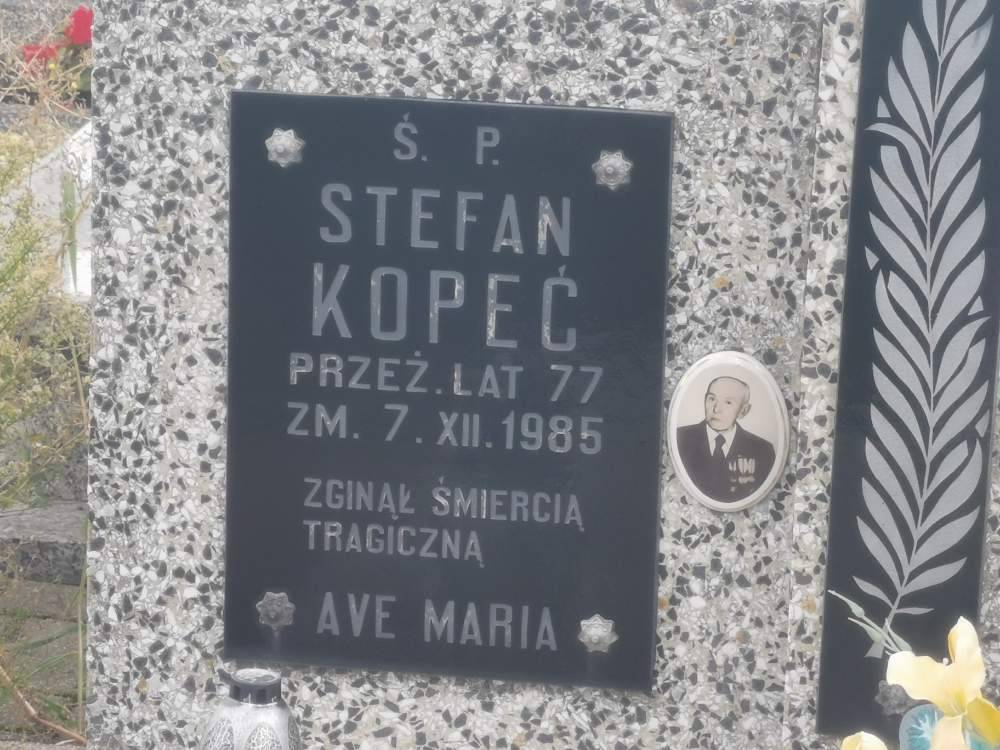 Ś. P.
STEFAN
KOPEĆ
PRZEŻ. LAT 77
ZM. 7. XII. 1985
ZGINĄŁ ŚMIERCIĄ
TRAGICZNĄ
AVE MARIA